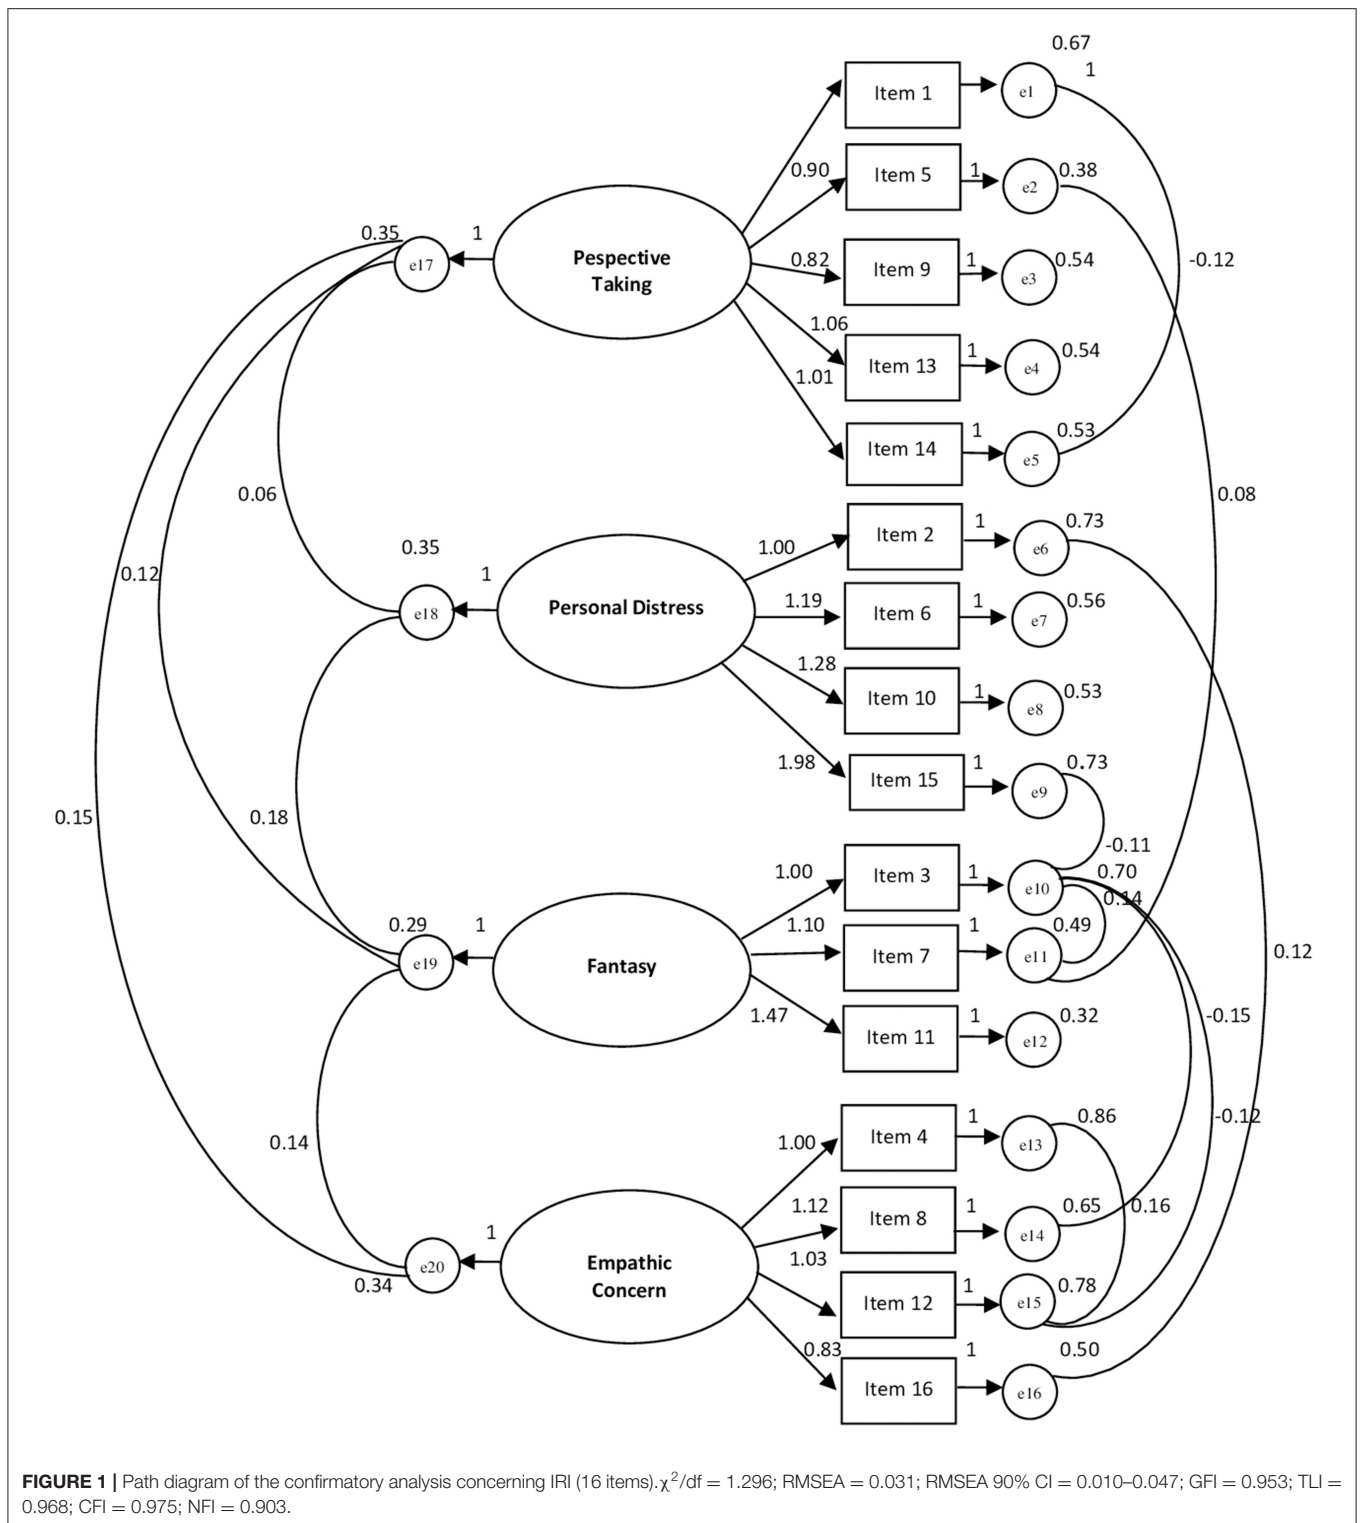 0.67
1
Item 1
e1
0.90
Item 5
1
e2
0.38
0.35
1
e17
Pespective
Taking
0.82
Item 9
1
e3
0.54
-0.12
1.06
Item 13
1
e4
0.54
1.01
Item 14
1
e5
0.53
0.06
0.08
0.35
1
e18
Personal Distress
1.00
Item 2
1
e6
0.73
0.12
1.19
Item 6
1
e7
0.56
1.28
Item 10
1
e8
0.53
1.98
Item 15
1
e9
0.73
0.15
0.18
-0.11
1.00
Item 3
1
e10
0.70
0.14
0.29
1
e19
Fantasy
1.10
Item 7
1
e11
0.49
0.12
1.47
Item 11
1
e12
0.32
-0.15
0.14
1.00
Item 4
1
e13
0.86
-0.12
1.12
Item 8
1
e14
0.65
0.16
1
e20
0.34
Empathic
Concern
1.03
Item 12
1
e15
0.78
0.83
Item 16
1
e16
0.50
FIGURE 1 | Path diagram of the confirmatory analysis concerning IRI (16 items).χ²/df = 1.296; RMSEA = 0.031; RMSEA 90% CI = 0.010–0.047; GFI = 0.953; TLI =
0.968; CFI = 0.975; NFI = 0.903.